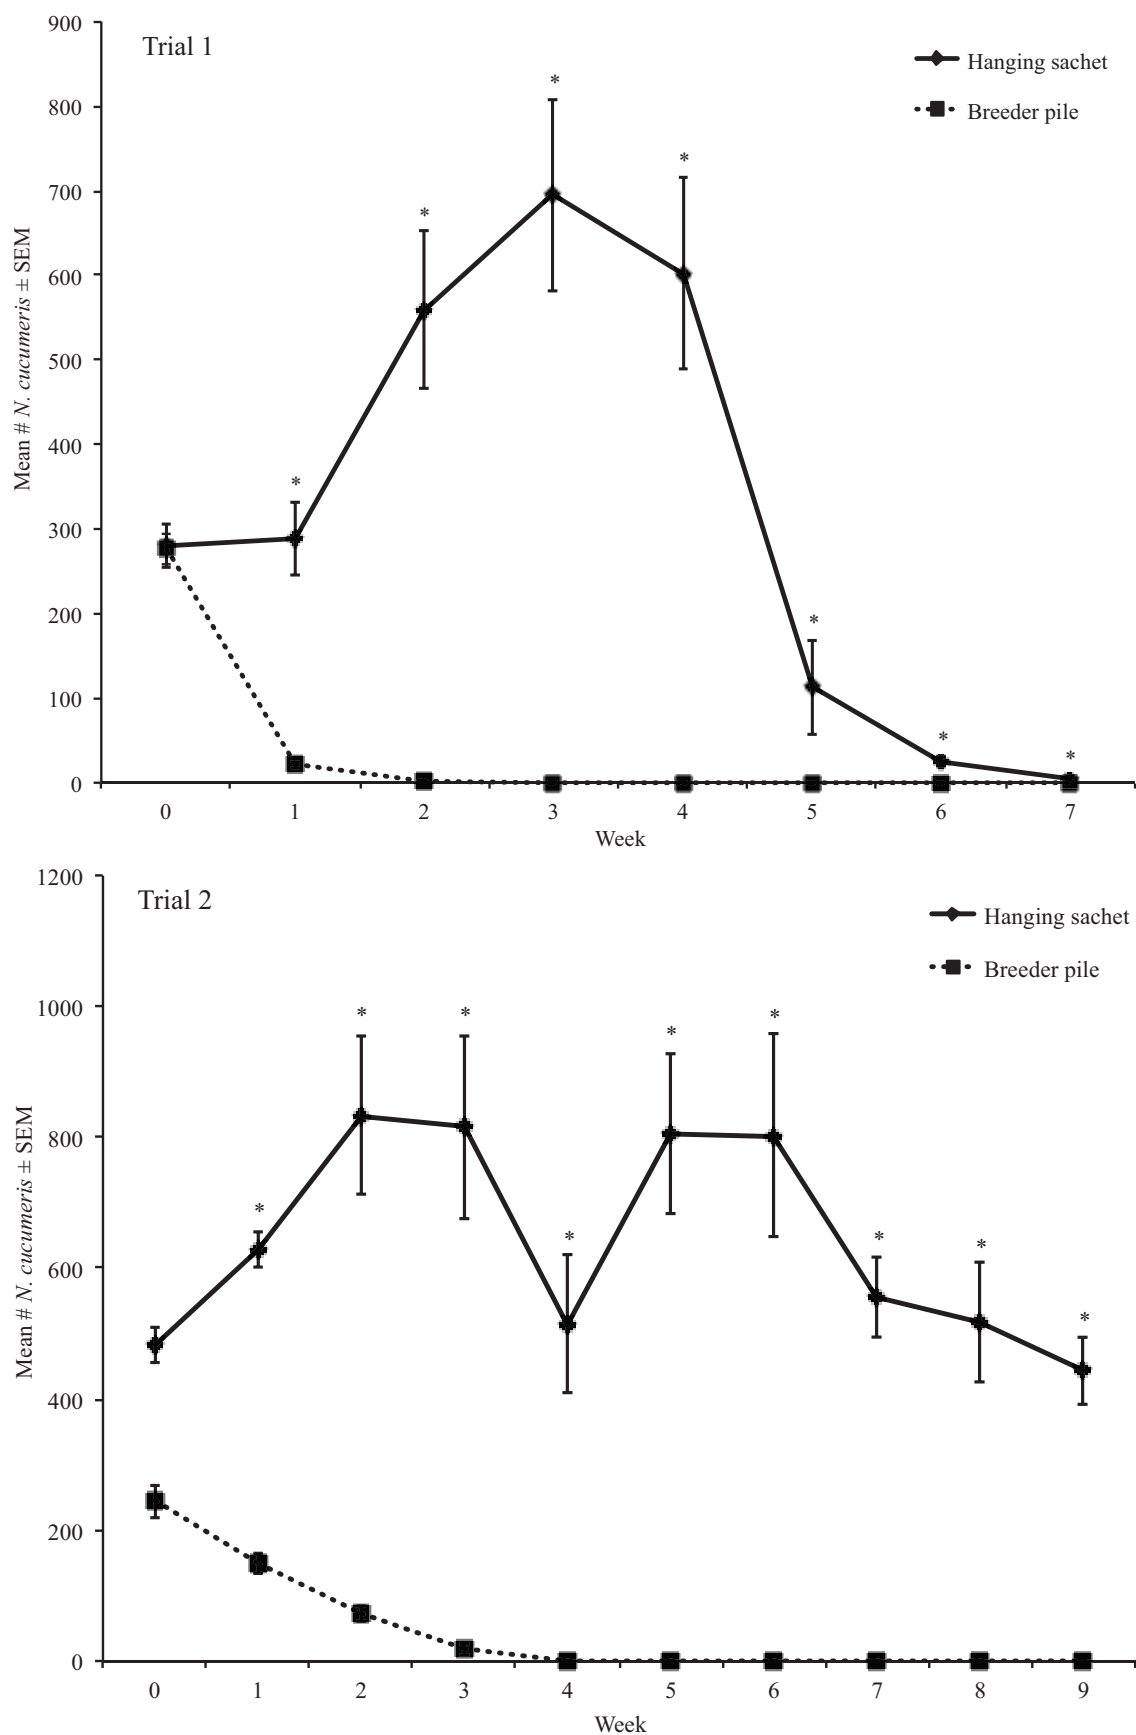 900
Trial 1
Hanging sachet
Breeder pile
800
700
600
500
400
300
200
100
0
Mean # N. cucumeris ± SEM
*
*
*
*
*
*
*
0 1 2 3 4 5 6 7
Week
1200
Trial 2
Hanging sachet
Breeder pile
1000
800
600
400
200
0
Mean # N. cucumeris ± SEM
*
*
*
*
*
*
*
*
*
0 1 2 3 4 5 6 7 8 9
Week